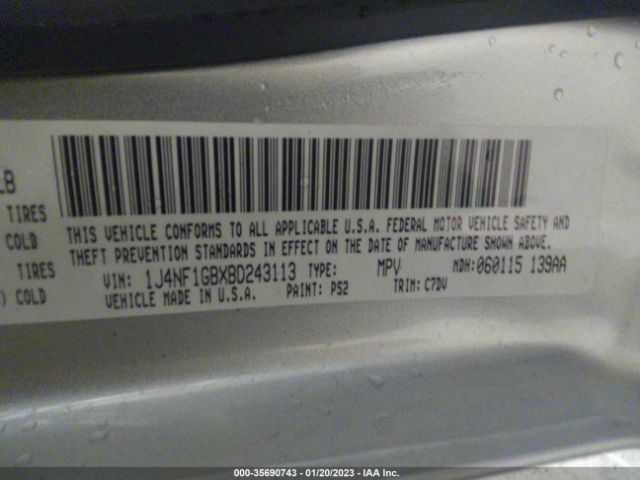 LB
TIRES
COLD
TIRES
) COLD
THIS VEHICLE CONFORMS TO ALL APPLICABLE U.S.A. FEDERAL MOTOR VEHICLE SAFETY AND
THEFT PREVENTION STANDARDS IN EFFECT ON THE DATE OF MANUFACTURE SHOWN ABOVE.
VIN: 1J4NF1GBXBD243113 TYPE: MPV MDH:060115 139AA
VEHICLE MADE IN U.S.A. PAINT: PS2 TRIM:C7DV
000-35690743 - 01/20/2023 - IAA Inc.